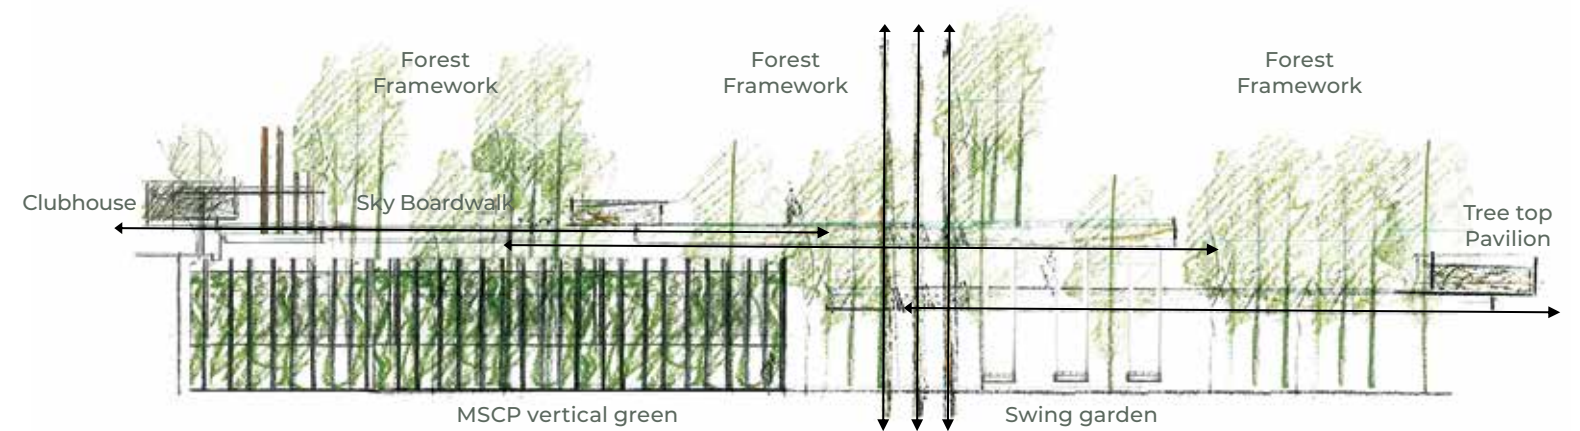 Forest
Framework
Forest
Framework
Forest
Framework
Clubhouse
Sky Boardwalk
Tree top
Pavilion
MSCP vertical green
Swing garden